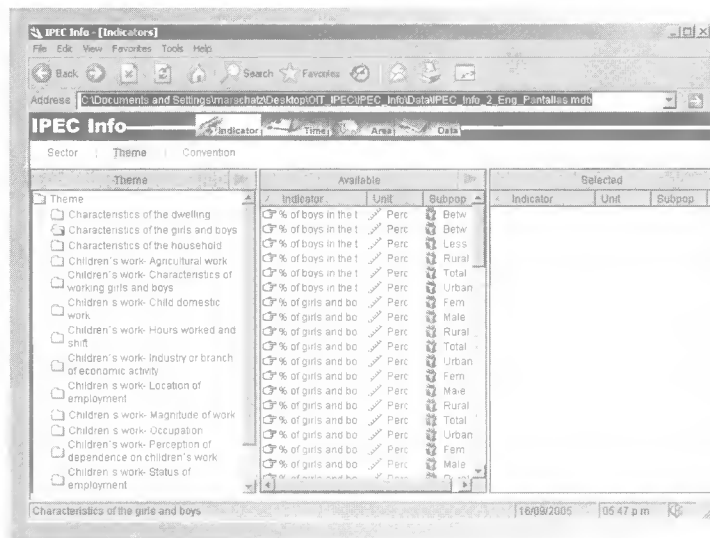 IPEC Info - [Indicators]
File Edit View Favorites Tools Help
Back Search Favorites
Address C:\Documents and Settings\marschatz\Desktop\OIT_IPEC\IPEC_Info\Data\IPEC_Info_2_Eng_Pantallas.mdb
IPEC Info Indicator Time Area Data
Sector Theme Convention
Theme Available Selected
Indicator Unit Subpop Indicator Unit Subpop
Theme
Characteristics of the dwelling
Characteristics of the girls and boys
Characteristics of the household
Children´s work- Agricultural work
Children´s work- Characteristics of
working girls and boys
Children s work- Child domestic
work
Children´s work- Hours worked and
shift
Children´s work- Industry or branch
of economic activity
Children s work- Location of
employment
Children s work- Magnitude of work
Children´s work- Occupation
Children´s work- Perception of
dependence on children´s work
Children s work- Status of
employment
% of boys in the t Perc Betw
% of boys in the t Perc Betw
% of boys in the t Perc Less
% of boys in the t Perc Rural
% of boys in the t Perc Total
% of boys in the t Perc Urban
% of girls and bo Perc Fem
% of girls and bo Perc Male
% of girls and bo Perc Rural
% of girls and bo Perc Total
% of girls and bo Perc Urban
% of girls and bo Perc Fem
% of girls and bo Perc Male
% of girls and bo Perc Rural
% of girls and bo Perc Total
% of girls and bo Perc Urban
% of girls and bo Perc Fem
% of girls and bo Perc Male
Characteristics of the girls and boys 16/09/2005 05:47 p m